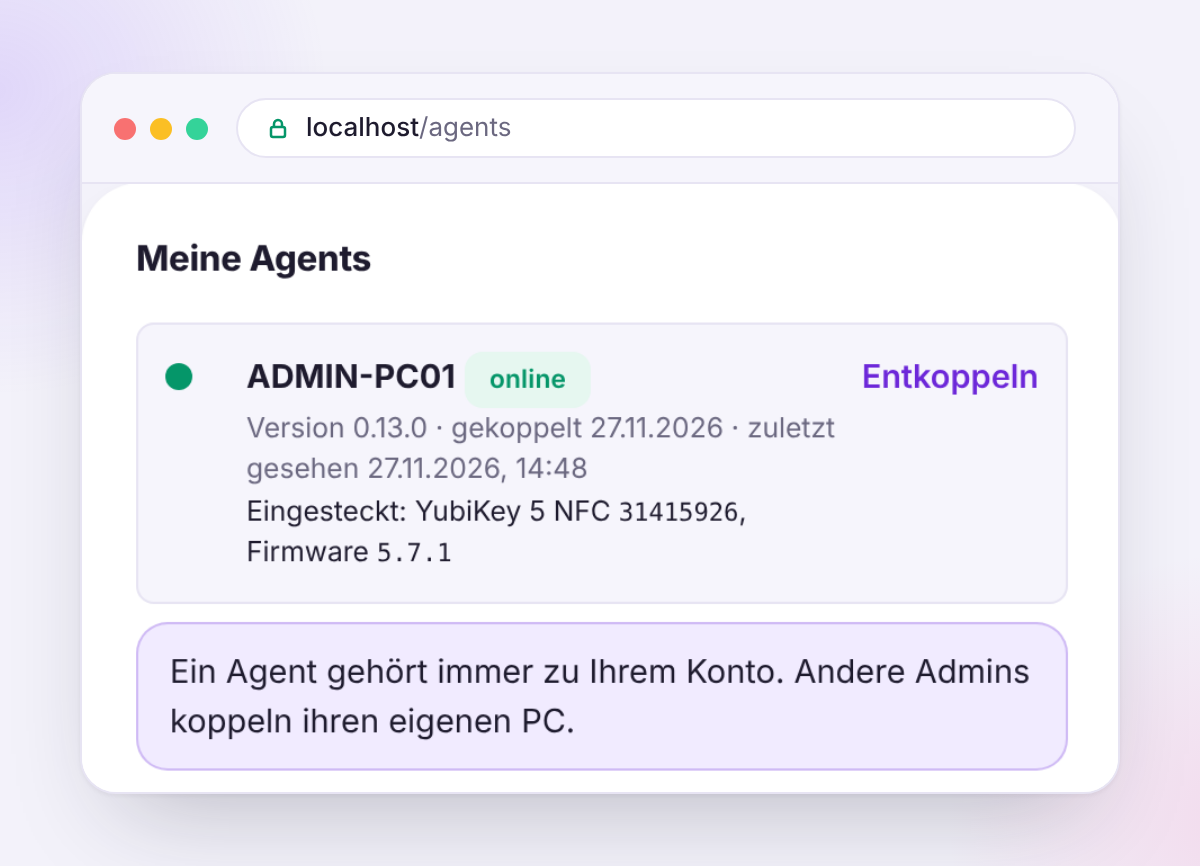 localhost/agents
Meine Agents
ADMIN-PC01 online Entkoppeln
Version 0.13.0 · gekoppelt 27.11.2026 · zuletzt
gesehen 27.11.2026, 14:48
Eingesteckt: YubiKey 5 NFC 31415926,
Firmware 5.7.1
Ein Agent gehört immer zu Ihrem Konto. Andere Admins
koppeln ihren eigenen PC.